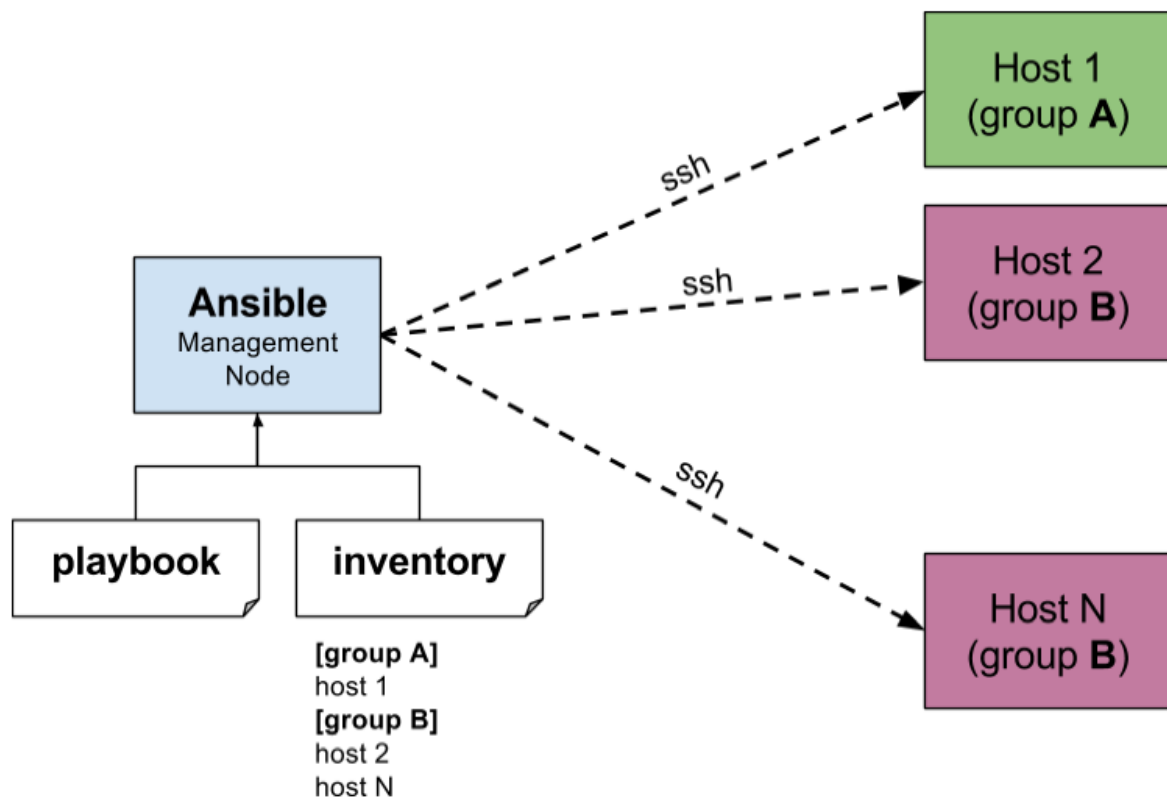 Host 1
(group A)
ssh
Host 2
(group B)
ssh
Ansible
Management
Node
ssh
playbook
inventory
Host N
(group B)
[group A]
host 1
[group B]
host 2
host N